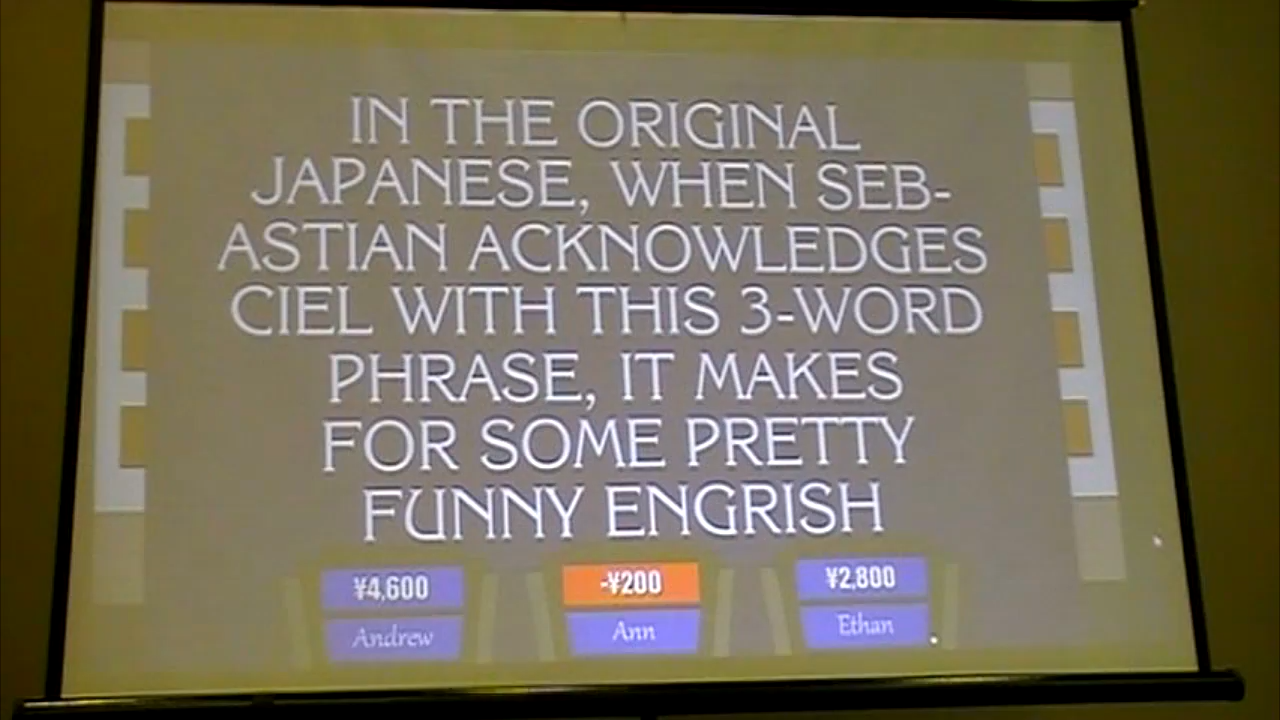 IN THE ORIGINAL
JAPANESE, WHEN SEB-
ASTIAN ACKNOWLEDGES
CIEL WITH THIS 3-WORD
PHRASE, IT MAKES
FOR SOME PRETTY
FUNNY ENGRISH
¥4,600 -¥200 ¥2,800
Andrew Ann Ethan